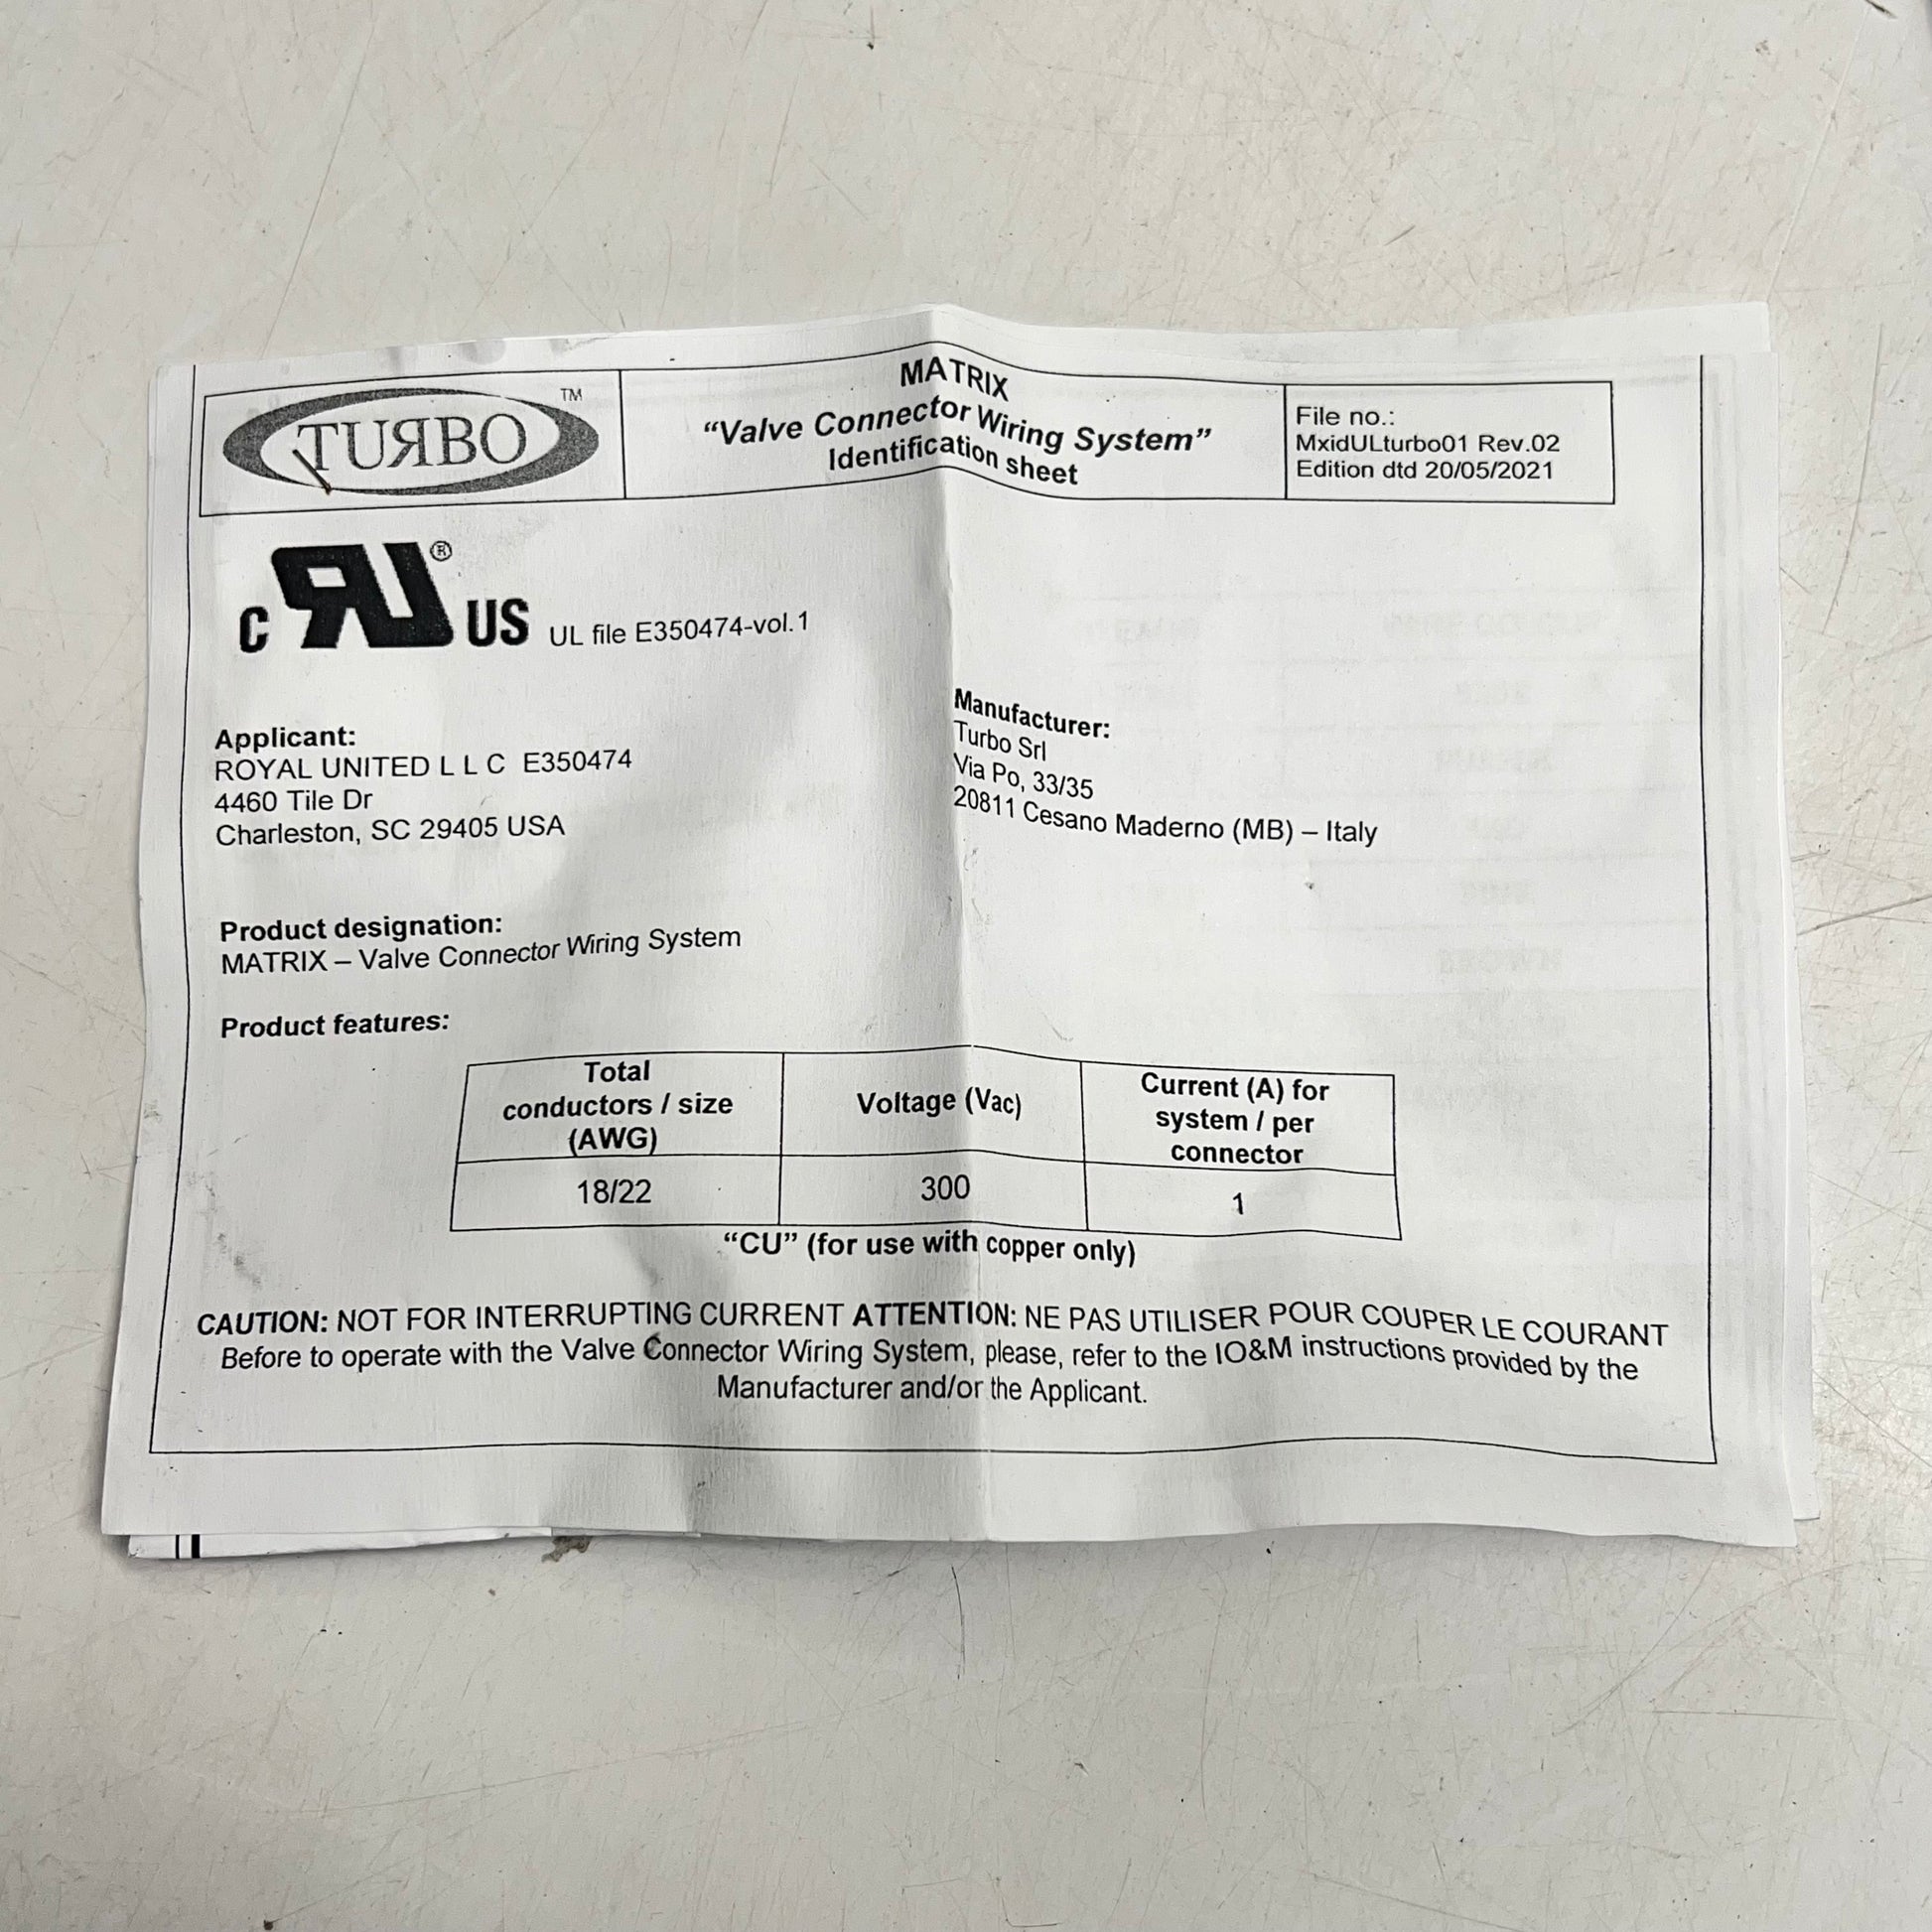 TURBO TM
MATRIX
“Valve Connector Wiring System”
Identification sheet
File no.:
MxidULturbo01 Rev.02
Edition dtd 20/05/2021
c RU ® US UL file E350474-vol.1
Applicant:
ROYAL UNITED L L C E350474
4460 Tile Dr
Charleston, SC 29405 USA
Manufacturer:
Turbo Srl
Via Po, 33/35
20811 Cesano Maderno (MB) – Italy
Product designation:
MATRIX – Valve Connector Wiring System
Product features:
Total
conductors / size
(AWG)
Voltage (Vac)
Current (A) for
system / per
connector
18/22
300
1
“CU” (for use with copper only)
CAUTION: NOT FOR INTERRUPTING CURRENT ATTENTION: NE PAS UTILISER POUR COUPER LE COURANT
Before to operate with the Valve Connector Wiring System, please, refer to the IO&M instructions provided by the
Manufacturer and/or the Applicant.